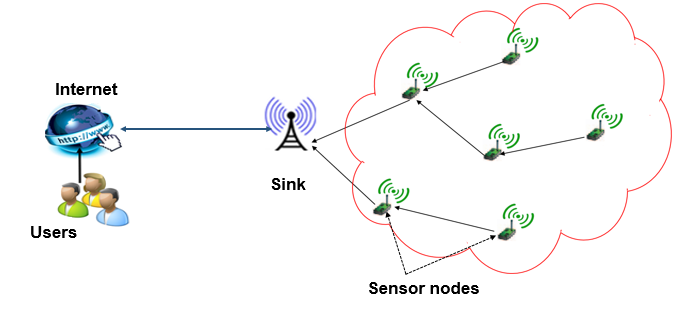 Internet
http://www.
Sink
Users
Sensor nodes